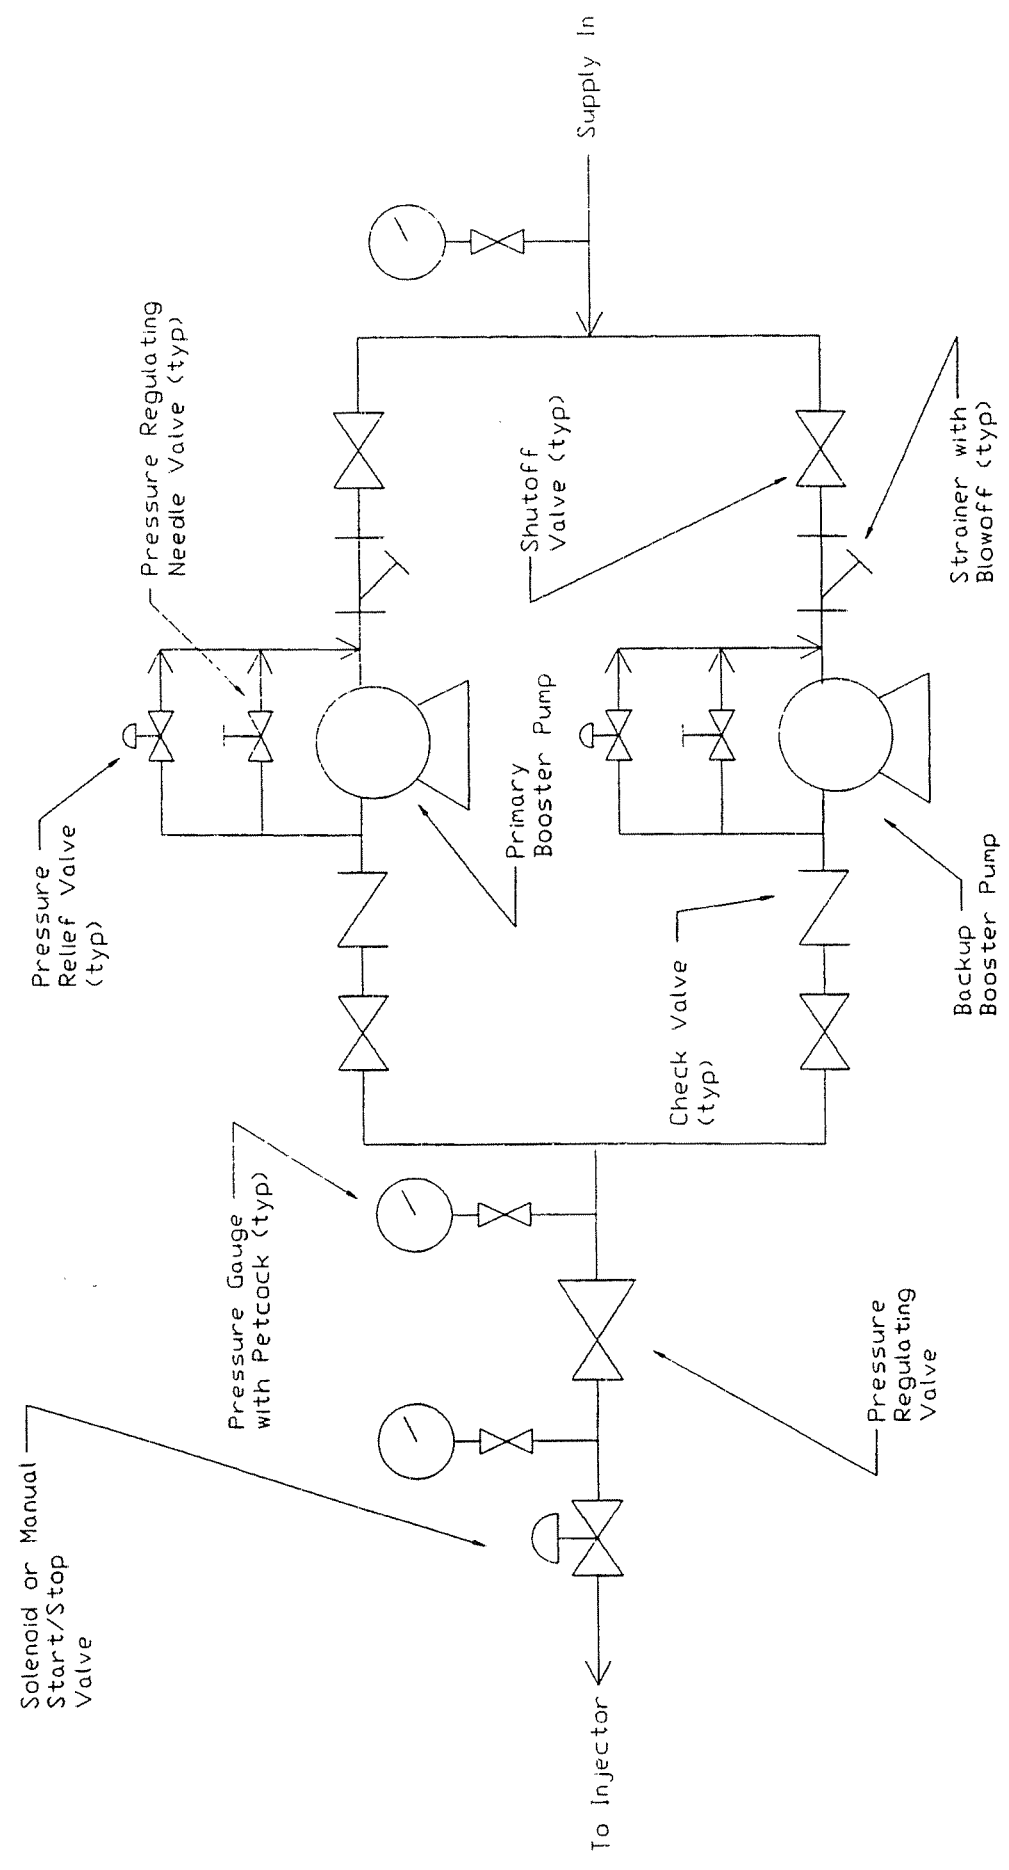 Solenoid or Manual
Start/Stop
Valve
Pressure
Relief Valve
(typ)
Pressure Regulating
Needle Valve (typ)
Pressure Gauge
with Petcock (typ)
Primary
Booster Pump
Shutoff
Valve (typ)
Supply In
To Injector
Check Valve
(typ)
Pressure
Regulating
Valve
Backup
Booster Pump
Strainer with
Blowoff (typ)